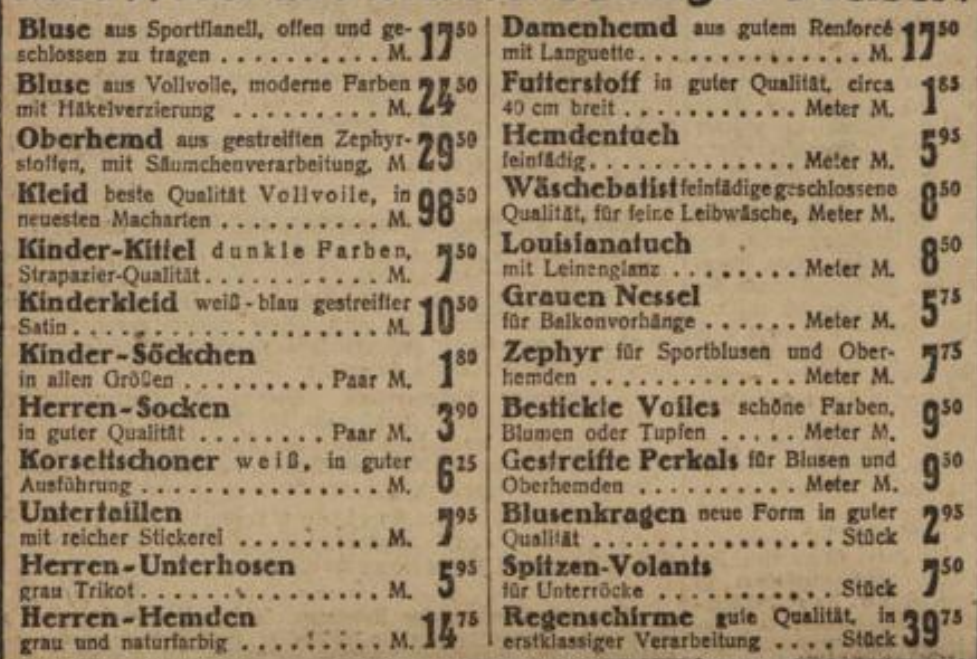 Bluse aus Sportflanell, offen und ge-
schlossen zu tragen . . . . . . . . . . M. 17⁵⁰
Bluse aus Vollvoile, moderne Farben
mit Häkelverzierung . . . . . . . . . . M. 24⁵⁰
Oberhemd aus gestreiften Zephyr-
stoffen, mit Säumchenverarbeitung, M 29⁵⁰
Kleid beste Qualität Vollvoile, in
neuesten Macharten . . . . . . . . . . M. 98⁵⁰
Kinder-Kittel dunkle Farben,
Strapazier-Qualität . . . . . . . . . . M. 7⁵⁰
Kinderkleid weiß-blau gestreifter
Satin . . . . . . . . . . . . . . . . . M. 10⁵⁰
Kinder-Söckchen
in allen Größen . . . . . . . . . Paar M. 1⁸⁰
Herren-Socken
in guter Qualität . . . . . . . . Paar M. 3⁹⁰
Korsettschoner weiß, in guter
Ausführung . . . . . . . . . . . . . . M. 6²⁵
Untertaillen
mit reicher Stickerei . . . . . . . . . M. 7⁹⁵
Herren-Unterhosen
grau Trikot . . . . . . . . . . . . . . M. 5⁹⁵
Herren-Hemden
grau und naturfarbig . . . . . . . . . M. 14⁷⁵
Damenhemd aus gutem Renforcé
mit Languette . . . . . . . . . . . . . M. 17⁵⁰
Futterstoff in guter Qualität, circa
40 cm breit . . . . . . . . . . Meter M. 1⁸⁵
Hemdentuch
feinfädig . . . . . . . . . . . Meter M. 5⁹⁵
Wäschebatist feinfädige geschlossene
Qualität, für feine Leibwäsche, Meter M. 8⁵⁰
Louisianatuch
mit Leinenglanz . . . . . . . . Meter M. 8⁵⁰
Grauen Nessel
für Balkonvorhänge . . . . . . Meter M. 5⁷⁵
Zephyr für Sportblusen und Ober-
hemden . . . . . . . . . . . . Meter M. 7⁷⁵
Bestickte Voiles schöne Farben,
Blumen oder Tupfen . . . . . Meter M. 9⁵⁰
Gestreifte Perkals für Blusen und
Oberhemden . . . . . . . . . . Meter M. 9⁵⁰
Blusenkragen neue Form in guter
Qualität . . . . . . . . . . . . . . Stück 2⁹⁵
Spitzen-Volants
für Unterröcke . . . . . . . . . . . Stück 7⁵⁰
Regenschirme gute Qualität, in
erstklassiger Verarbeitung . . . . Stück 39⁷⁵